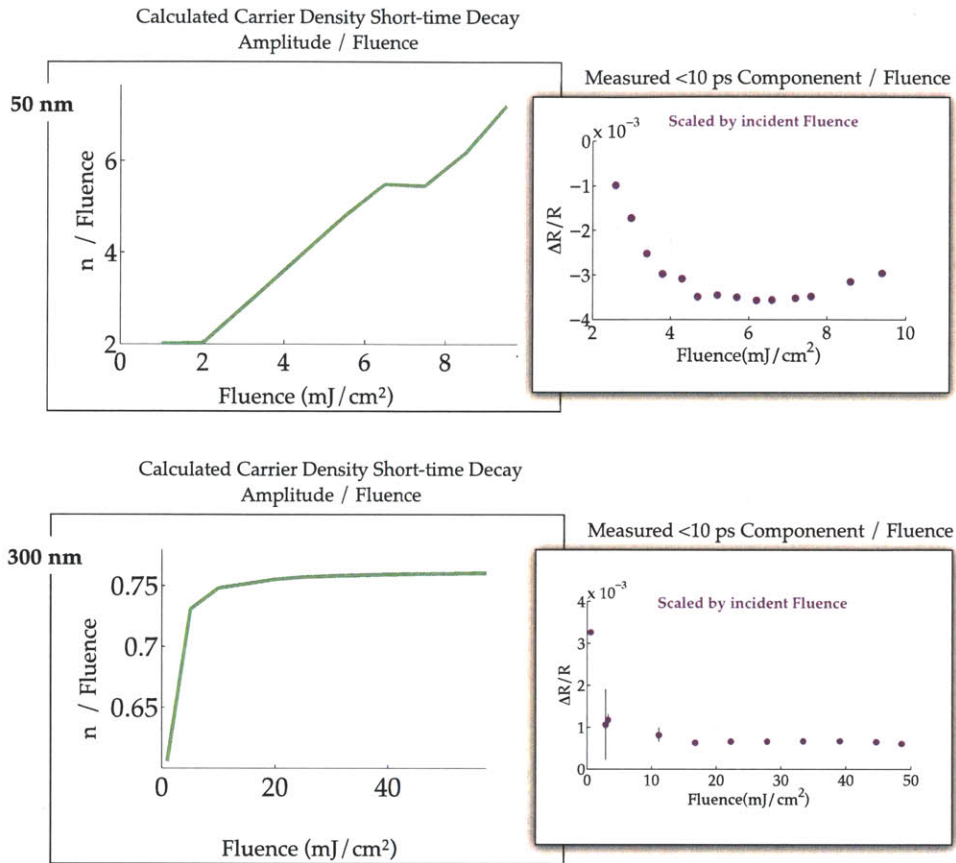 Calculated Carrier Density Short-time Decay
Amplitude / Fluence
50 nm
n / Fluence
6
4
2
0
2
4
6
8
Fluence (mJ/cm²)
Measured <10 ps Componenent / Fluence
x 10⁻³
Scaled by incident Fluence
ΔR/R
0
−1
−2
−3
−4
2
4
6
8
10
Fluence(mJ/cm²)
Calculated Carrier Density Short-time Decay
Amplitude / Fluence
300 nm
n / Fluence
0.75
0.7
0.65
0
20
40
Fluence (mJ/cm²)
Measured <10 ps Componenent / Fluence
x 10⁻³
Scaled by incident Fluence
ΔR/R
4
3
2
1
0
0
10
20
30
40
50
Fluence(mJ/cm²)